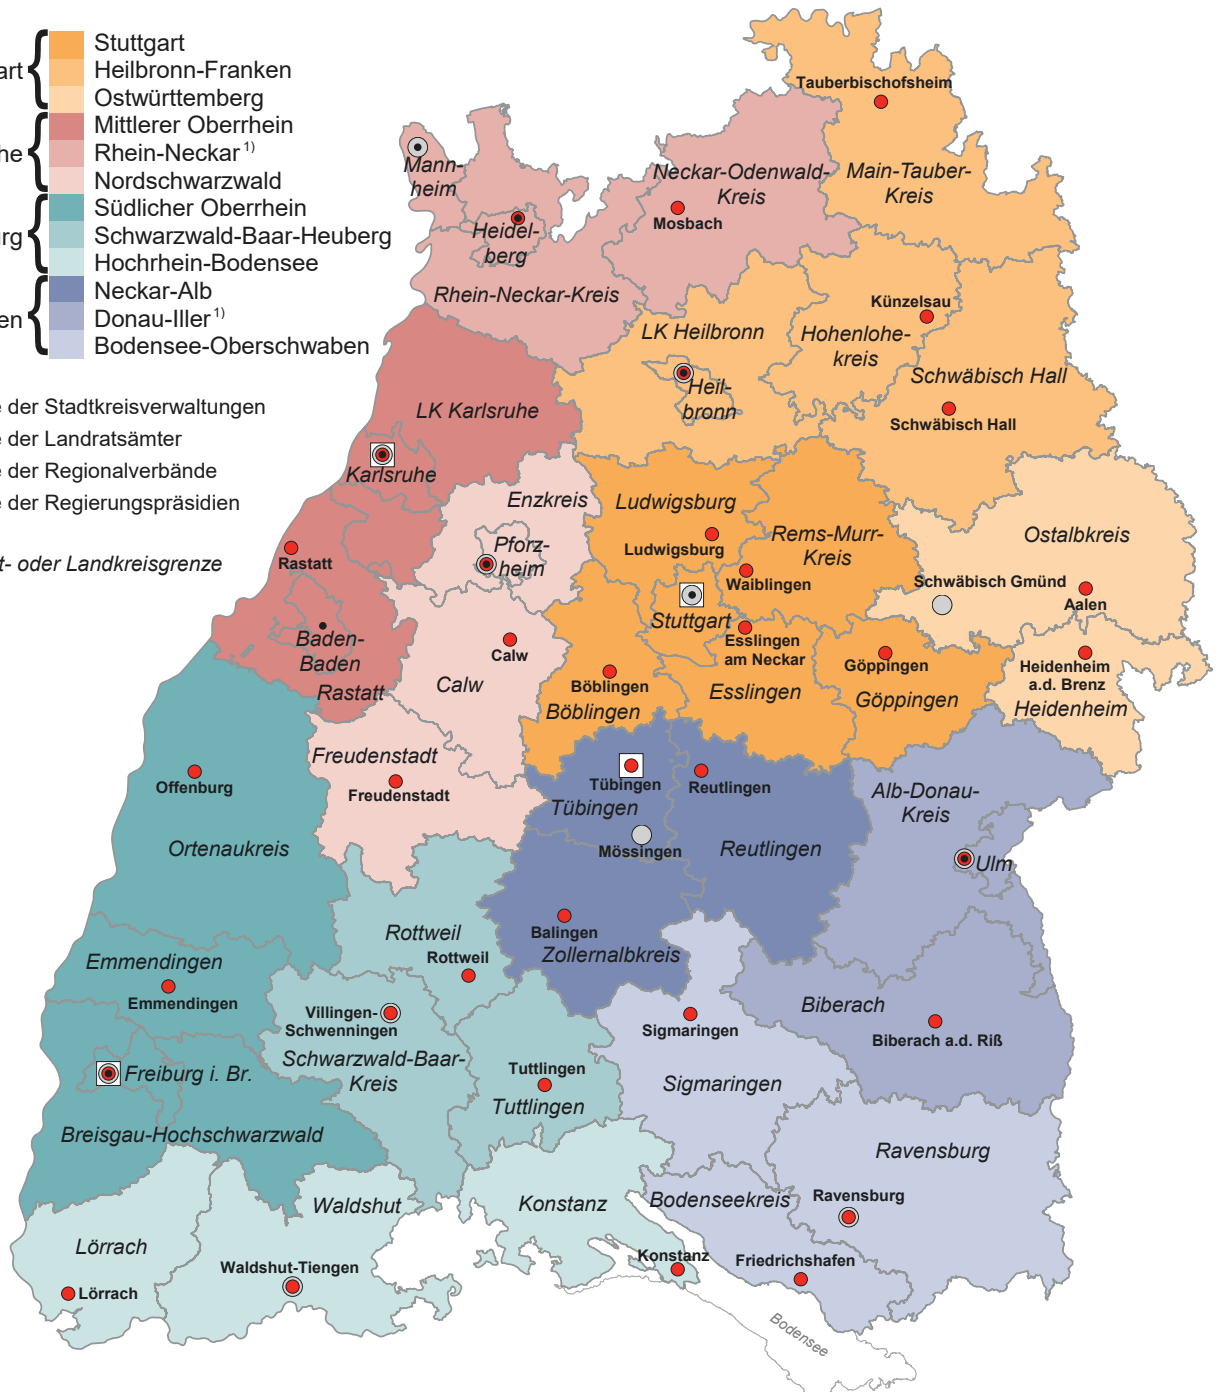 art
Stuttgart
Heilbronn-Franken
Ostwürttemberg
he
Mittlerer Oberrhein
Rhein-Neckar 1)
Nordschwarzwald
rg
Südlicher Oberrhein
Schwarzwald-Baar-Heuberg
Hochrhein-Bodensee
en
Neckar-Alb
Donau-Iller 1)
Bodensee-Oberschwaben
e der Stadtkreisverwaltungen
e der Landratsämter
e der Regionalverbände
e der Regierungspräsidien
t- oder Landkreisgrenze
Tauberbischofsheim
Main-Tauber-
Kreis
Mann-
heim
Heidel-
berg
Neckar-Odenwald-
Kreis
Mosbach
Rhein-Neckar-Kreis
LK Heilbronn
Heil-
bronn
Künzelsau
Hohenlohe-
kreis
Schwäbisch Hall
Schwäbisch Hall
LK Karlsruhe
Karlsruhe
Enzkreis
Pforz-
heim
Ludwigsburg
Ludwigsburg
Rems-Murr-
Kreis
Waiblingen
Ostalbkreis
Schwäbisch Gmünd
Aalen
Rastatt
Baden-
Baden
Rastatt
Calw
Calw
Stuttgart
Esslingen
am Neckar
Esslingen
Böblingen
Böblingen
Göppingen
Göppingen
Heidenheim
a.d. Brenz
Heidenheim
Offenburg
Ortenaukreis
Freudenstadt
Freudenstadt
Tübingen
Tübingen
Mössingen
Reutlingen
Reutlingen
Alb-Donau-
Kreis
Ulm
Rottweil
Rottweil
Balingen
Zollernalbkreis
Emmendingen
Emmendingen
Villingen-
Schwenningen
Schwarzwald-Baar-
Kreis
Freiburg i. Br.
Breisgau-Hochschwarzwald
Tuttlingen
Tuttlingen
Sigmaringen
Sigmaringen
Biberach
Biberach a.d. Riß
Ravensburg
Ravensburg
Bodenseekreis
Friedrichshafen
Konstanz
Konstanz
Waldshut
Waldshut-Tiengen
Lörrach
Lörrach
Bodensee